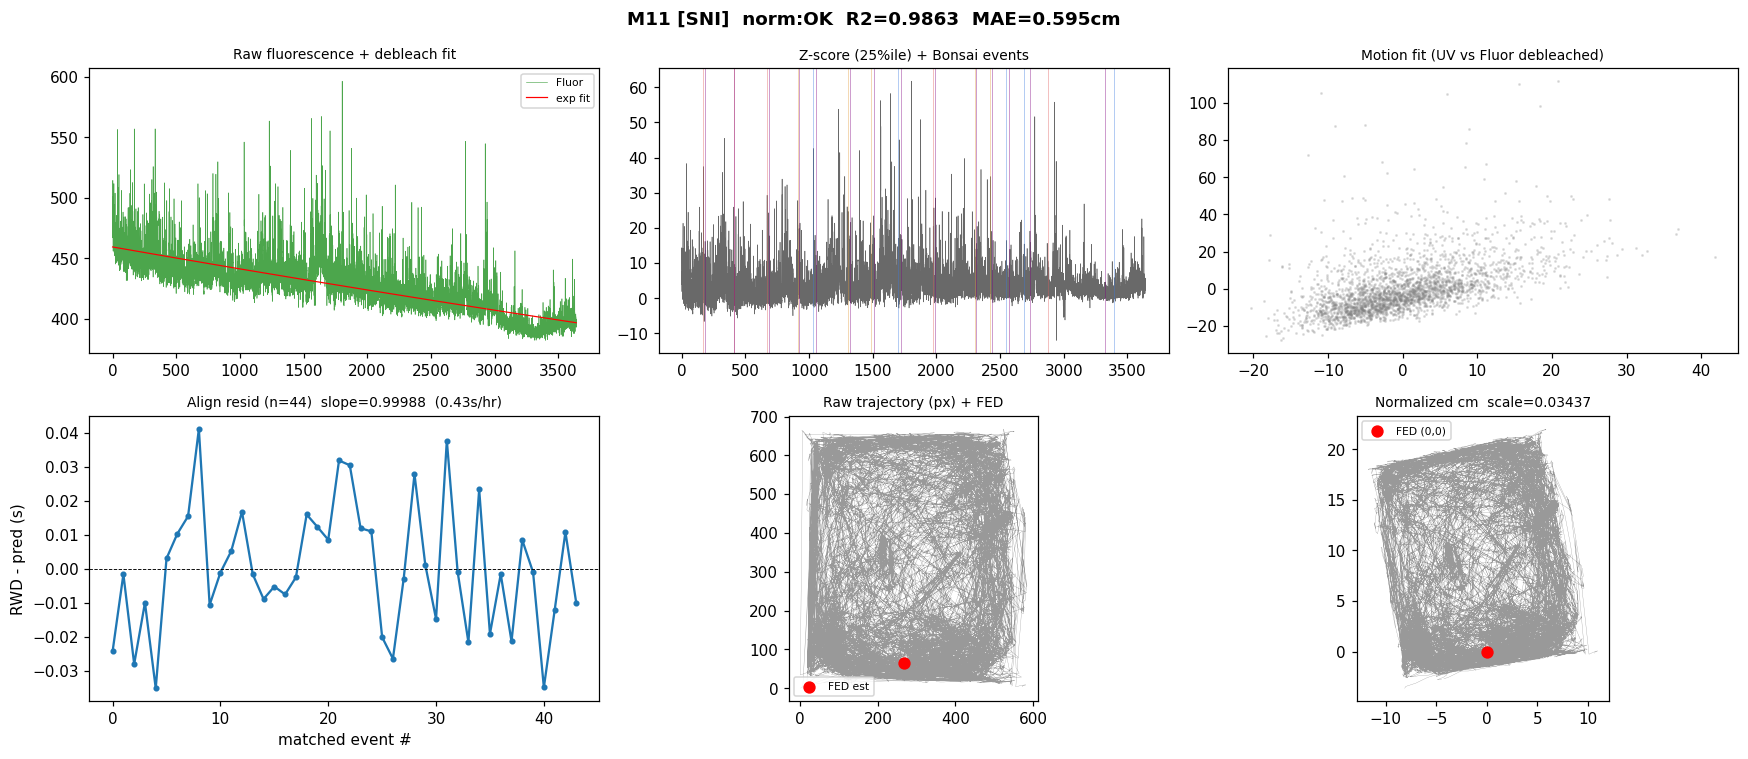 M11 [SNI]  norm:OK  R2=0.9863  MAE=0.595cm
Raw fluorescence + debleach fit
600
550
500
450
400
Fluor
exp fit
0 500 1000 1500 2000 2500 3000 3500
Z-score (25%ile) + Bonsai events
60
50
40
30
20
10
0
−10
0 500 1000 1500 2000 2500 3000 3500
Motion fit (UV vs Fluor debleached)
100
80
60
40
20
0
−20
−20 −10 0 10 20 30 40
Align resid (n=44)  slope=0.99988  (0.43s/hr)
RWD - pred (s)
0.04
0.03
0.02
0.01
0.00
−0.01
−0.02
−0.03
0 10 20 30 40
matched event #
Raw trajectory (px) + FED
700
600
500
400
300
200
100
0
FED est
0 200 400 600
Normalized cm  scale=0.03437
FED (0,0)
20
15
10
5
0
−10 −5 0 5 10